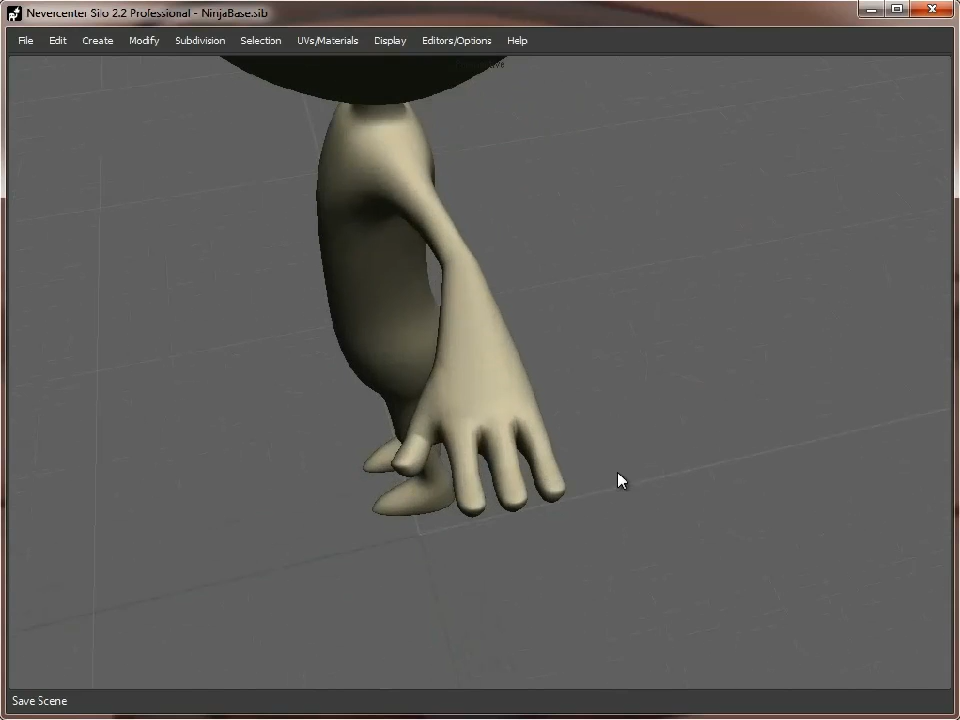 Nevercenter Silo 2.2 Professional - NinjaBase.sib
File Edit Create Modify Subdivision Selection UVs/Materials Display Editors/Options Help
Save Scene